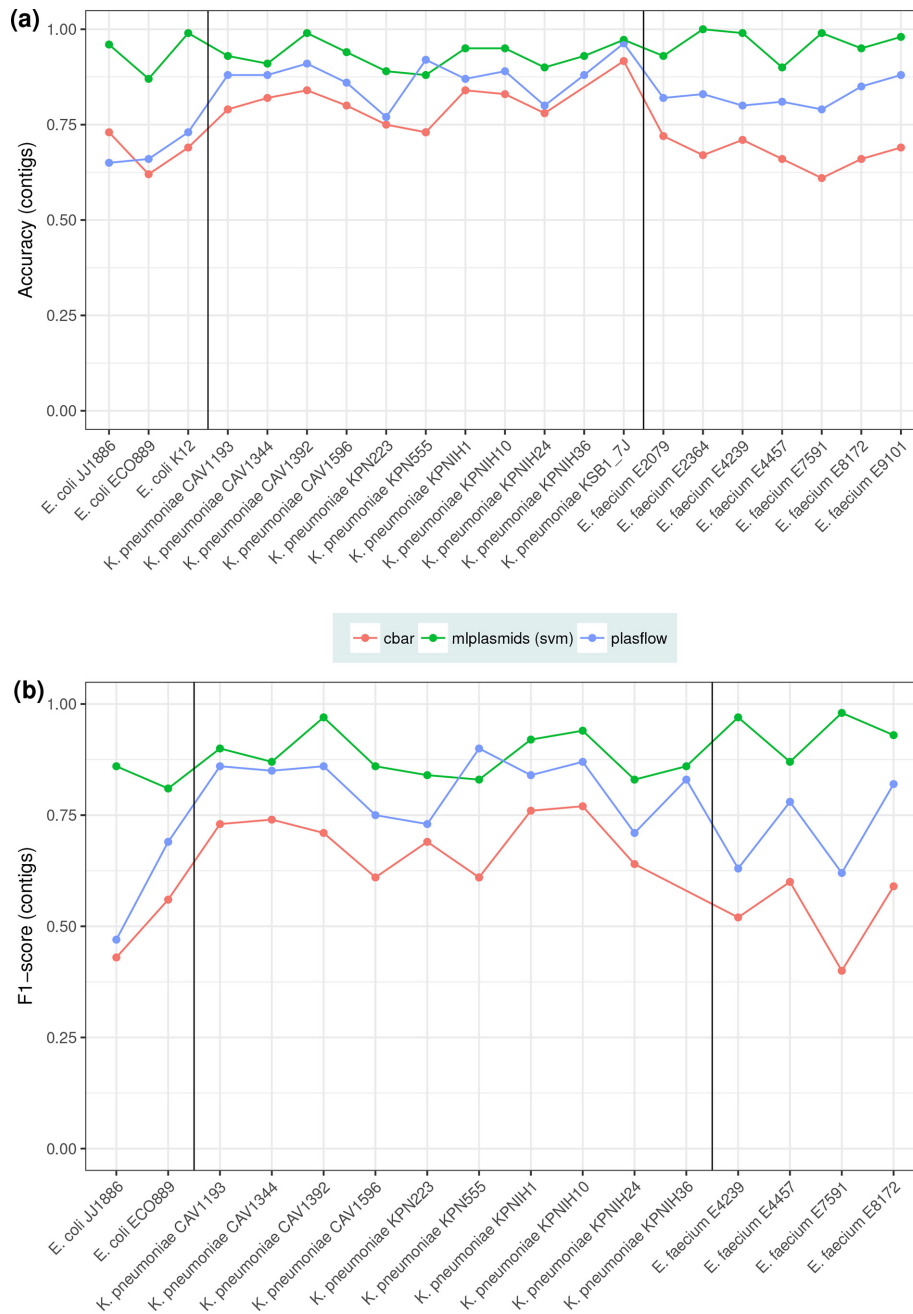 (a)
1.00
0.75
0.50
0.25
0.00
Accuracy (contigs)
E. coli JJ1886
E. coli ECO889
E. coli K12
K. pneumoniae CAV1193
K. pneumoniae CAV1344
K. pneumoniae CAV1392
K. pneumoniae CAV1596
K. pneumoniae KPN223
K. pneumoniae KPN555
K. pneumoniae KPNIH1
K. pneumoniae KPNIH10
K. pneumoniae KPNIH24
K. pneumoniae KPNIH36
K. pneumoniae KSB1_7J
E. faecium E2079
E. faecium E2364
E. faecium E4239
E. faecium E4457
E. faecium E7591
E. faecium E8172
E. faecium E9101
cbar mlplasmids (svm) plasflow
(b)
1.00
0.75
0.50
0.25
0.00
F1−score (contigs)
E. coli JJ1886
E. coli ECO889
K. pneumoniae CAV1193
K. pneumoniae CAV1344
K. pneumoniae CAV1392
K. pneumoniae CAV1596
K. pneumoniae KPN223
K. pneumoniae KPN555
K. pneumoniae KPNIH1
K. pneumoniae KPNIH10
K. pneumoniae KPNIH24
K. pneumoniae KPNIH36
E. faecium E4239
E. faecium E4457
E. faecium E7591
E. faecium E8172